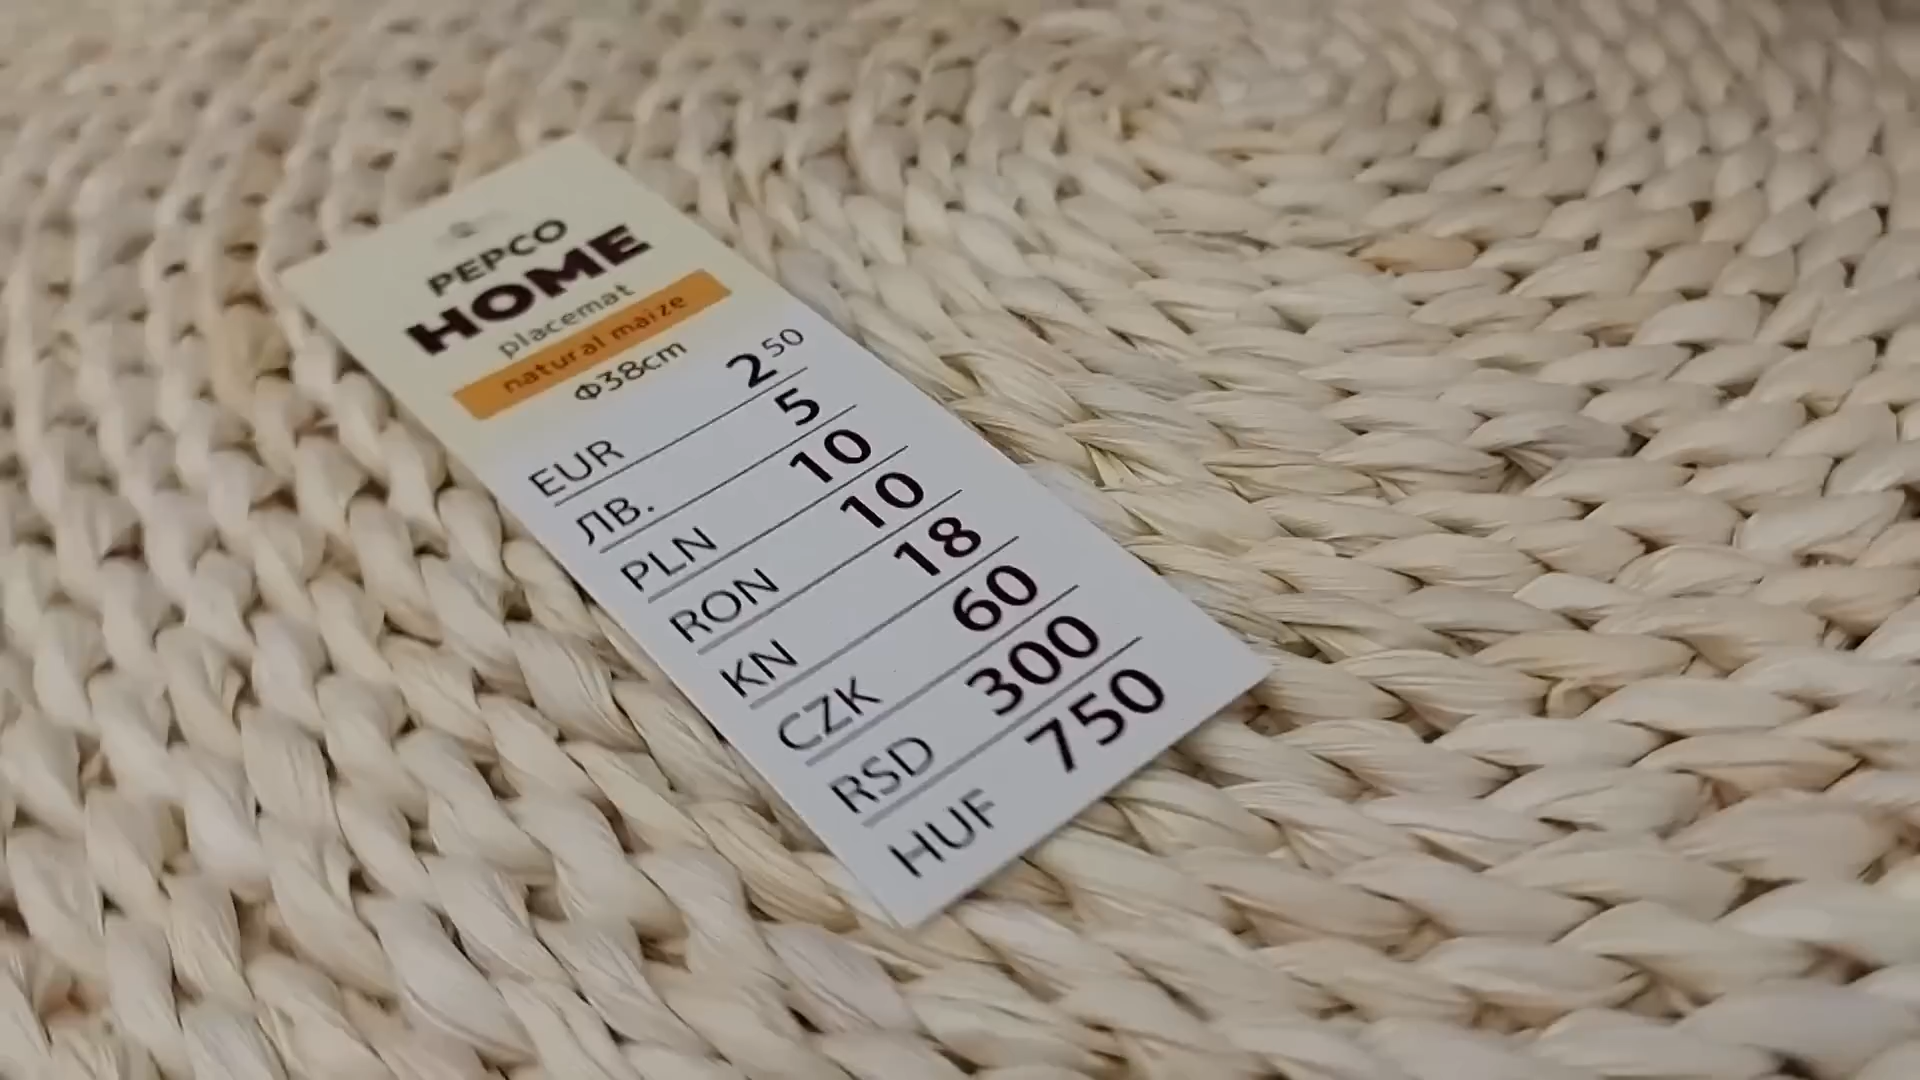 PEPCO
HOME
placemat
natural maize
Φ38cm
EUR 2 50
ЛВ. 5
PLN 10
RON 10
KN 18
CZK 60
RSD 300
HUF 750